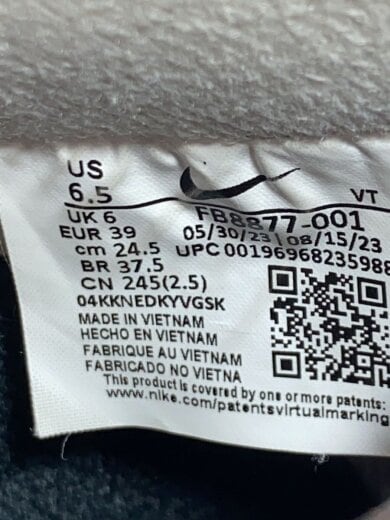 US
6.5
VT
UK 6
FB8877-001
EUR 39
05/30/23 | 08/15/23
cm 24.5
UPC 00196968235988
BR 37.5
CN 245(2.5)
04KKNEDKYVGSK
MADE IN VIETNAM
HECHO EN VIETNAM
FABRIQUE AU VIETNAM
FABRICADO NO VIETNA
This product is covered by one or more patents:
www.nike.com/patentsvirtualmarking